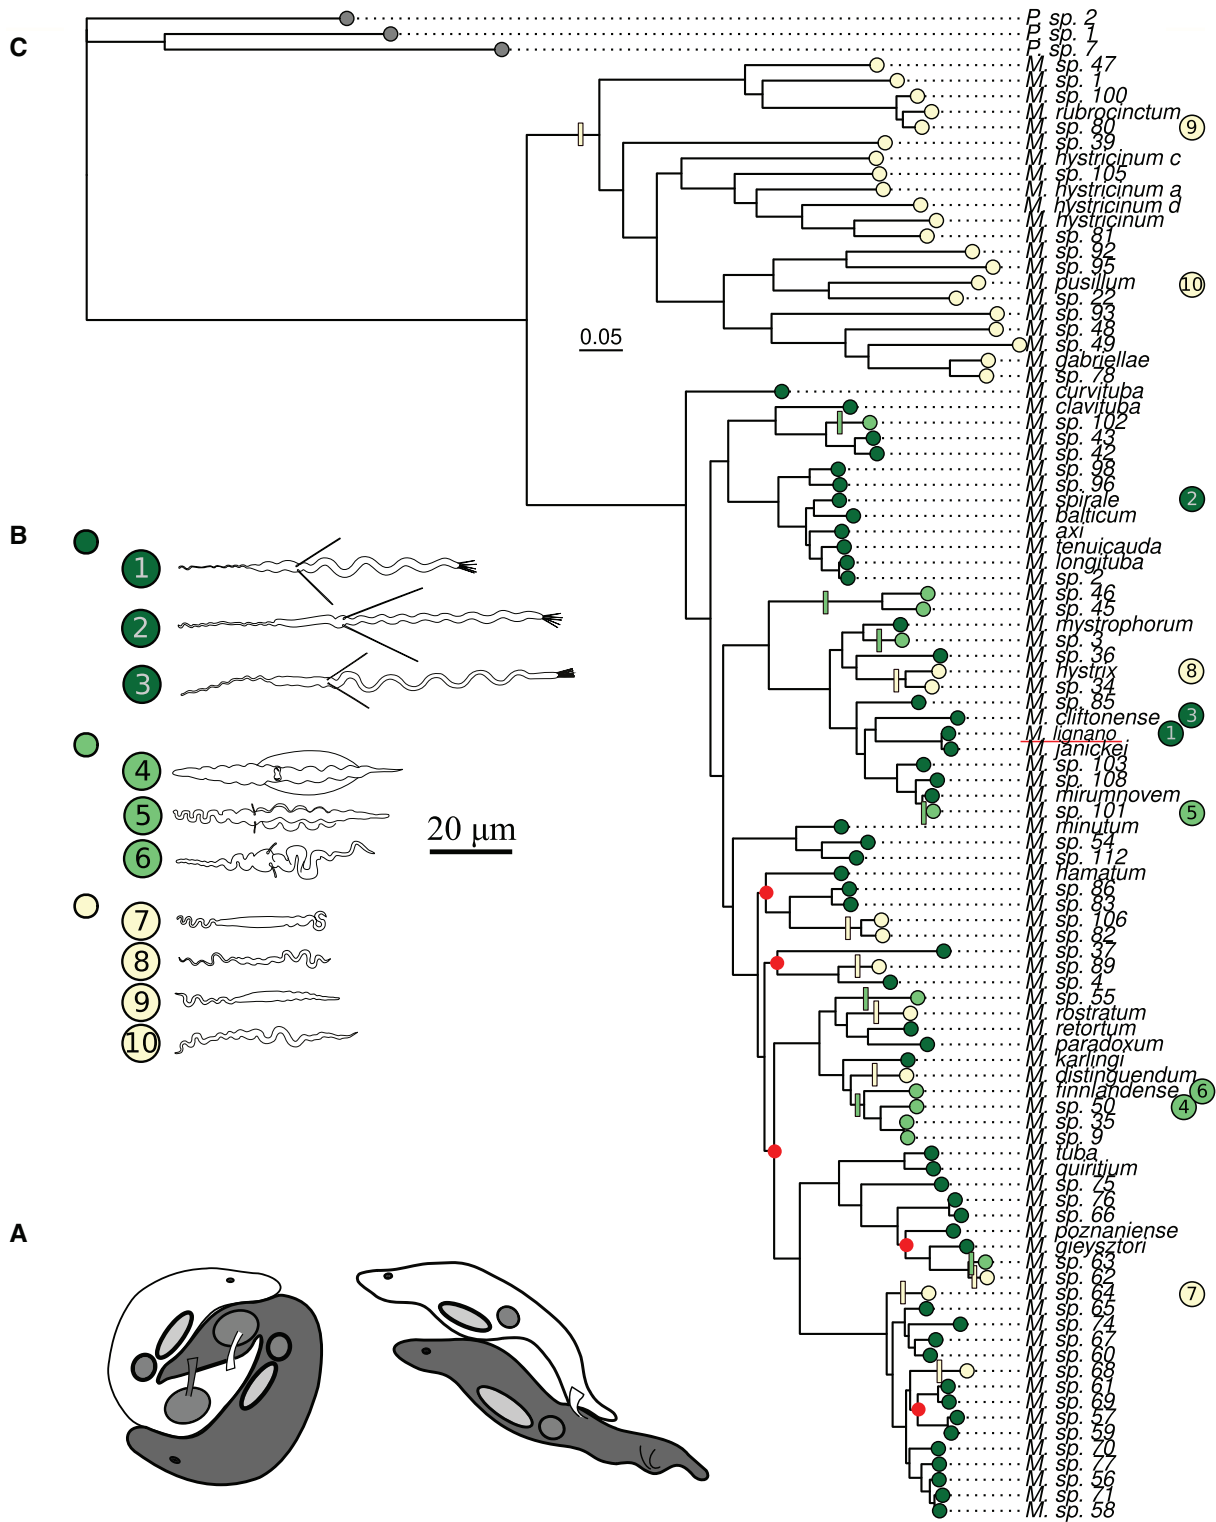 C
P. sp. 2
P. sp. 1
P. sp. 7
M. sp. 47
M. sp. 1
M. sp. 100
M. rubrocinctum
M. sp. 80 9
M. sp. 39
M. hystricinum c
M. sp. 105
M. hystricinum a
M. hystricinum d
M. hystricinum
M. sp. 81
M. sp. 92
M. sp. 95
M. pusillum 10
M. sp. 22
M. sp. 93
M. sp. 48
M. sp. 49
M. gabriellae
M. sp. 78
0.05
M. curvituba
M. clavituba
M. sp. 102
M. sp. 43
M. sp. 42
M. sp. 98
M. sp. 96
M. spirale 2
M. balticum
M. axi
M. tenuicauda
M. longituba
M. sp. 2
M. sp. 46
M. sp. 45
M. mystrophorum
M. sp. 3
M. sp. 36
M. hystrix 8
M. sp. 34
M. sp. 85
M. cliftonense 3
M. lignano 1
M. janickei
M. sp. 103
M. sp. 108
M. mirumnovem
M. sp. 101 5
M. minutum
M. sp. 54
M. sp. 112
M. hamatum
M. sp. 86
M. sp. 83
M. sp. 106
M. sp. 82
M. sp. 37
M. sp. 89
M. sp. 4
M. sp. 55
M. rostratum
M. retortum
M. paradoxum
M. karlingi
M. distinguendum
M. finnlandense 6
M. sp. 50 4
M. sp. 35
M. sp. 9
M. tuba
M. quiritium
M. sp. 75
M. sp. 76
M. sp. 66
M. poznaniense
M. gieysztori
M. sp. 63
M. sp. 62
M. sp. 64 7
M. sp. 65
M. sp. 74
M. sp. 67
M. sp. 60
M. sp. 68
M. sp. 61
M. sp. 69
M. sp. 57
M. sp. 59
M. sp. 70
M. sp. 77
M. sp. 56
M. sp. 71
M. sp. 58
B
1
2
3
4
5
6
20 μm
7
8
9
10
A